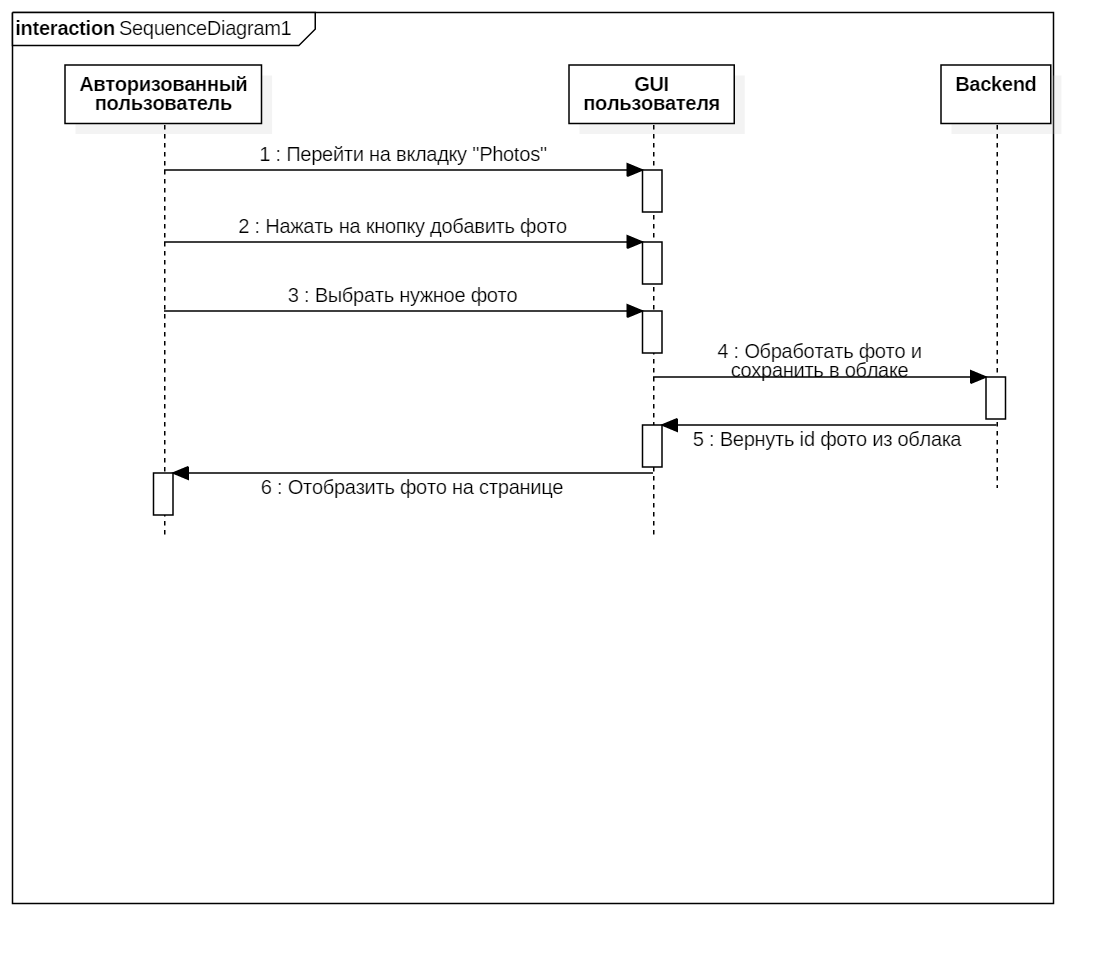 interaction SequenceDiagram1
Авторизованный
пользователь
GUI
пользователя
Backend
1 : Перейти на вкладку "Photos"
2 : Нажать на кнопку добавить фото
3 : Выбрать нужное фото
4 : Обработать фото и
сохранить в облаке
5 : Вернуть id фото из облака
6 : Отобразить фото на странице